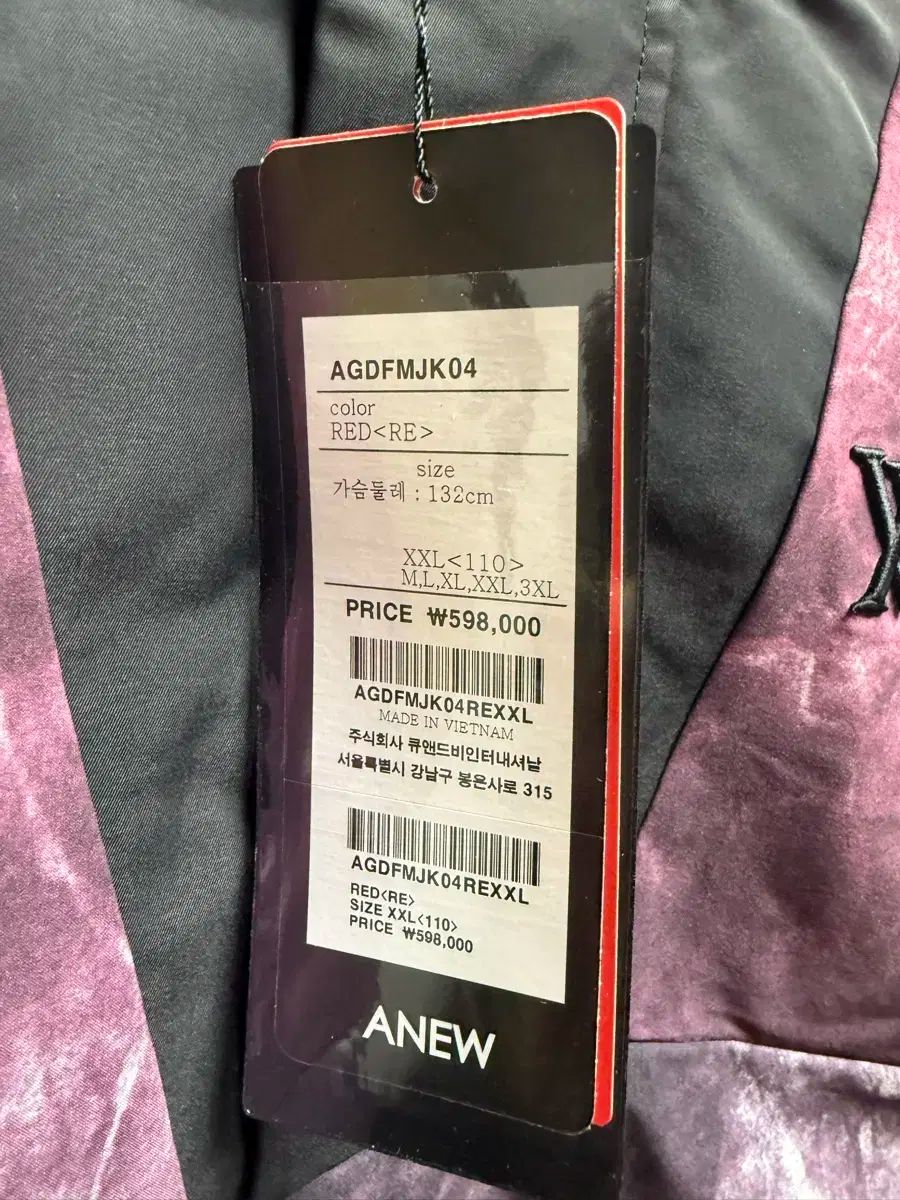 AGDFMJK04
color
RED<RE>
size
가슴둘레 : 132cm
XXL<110>
M,L,XL,XXL,3XL
PRICE ₩598,000
AGDFMJK04REXXL
MADE IN VIETNAM
주식회사 큐앤드비인터내셔날
서울특별시 강남구 봉은사로 315
AGDFMJK04REXXL
RED<RE>
SIZE XXL<110>
PRICE ₩598,000
ANEW